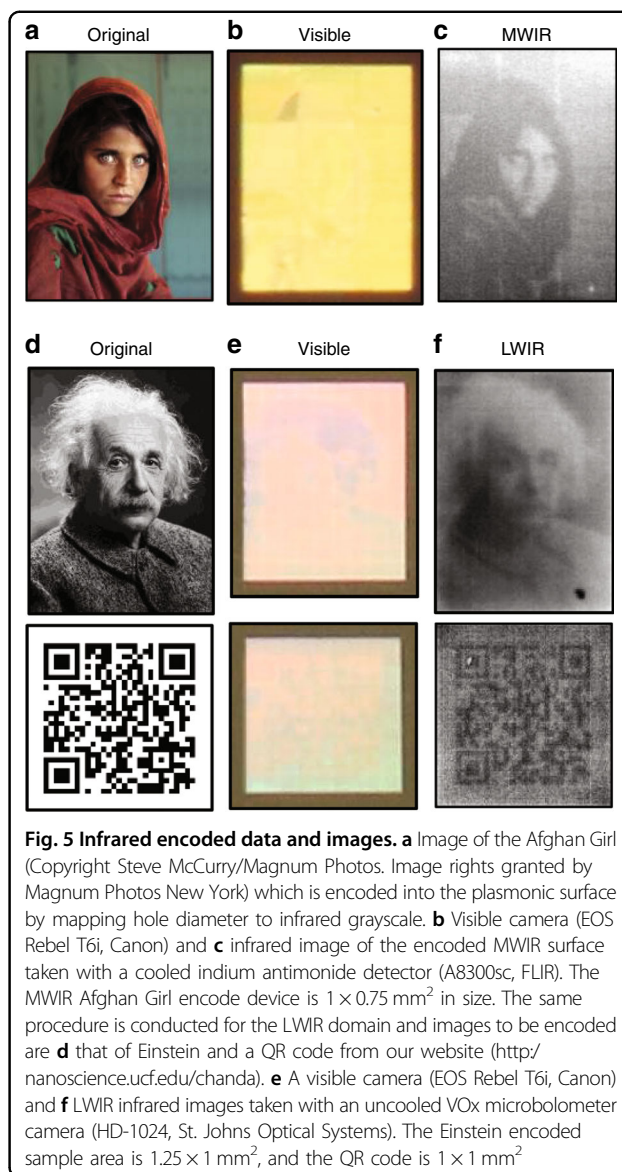 a Original
b Visible
c MWIR
d Original
e Visible
f LWIR
Fig. 5 Infrared encoded data and images. a Image of the Afghan Girl
(Copyright Steve McCurry/Magnum Photos. Image rights granted by
Magnum Photos New York) which is encoded into the plasmonic surface
by mapping hole diameter to infrared grayscale. b Visible camera (EOS
Rebel T6i, Canon) and c infrared image of the encoded MWIR surface
taken with a cooled indium antimonide detector (A8300sc, FLIR). The
MWIR Afghan Girl encode device is 1 × 0.75 mm² in size. The same
procedure is conducted for the LWIR domain and images to be encoded
are d that of Einstein and a QR code from our website (http:/
nanoscience.ucf.edu/chanda). e A visible camera (EOS Rebel T6i, Canon)
and f LWIR infrared images taken with an uncooled VOx microbolometer
camera (HD-1024, St. Johns Optical Systems). The Einstein encoded
sample area is 1.25 × 1 mm², and the QR code is 1 × 1 mm²